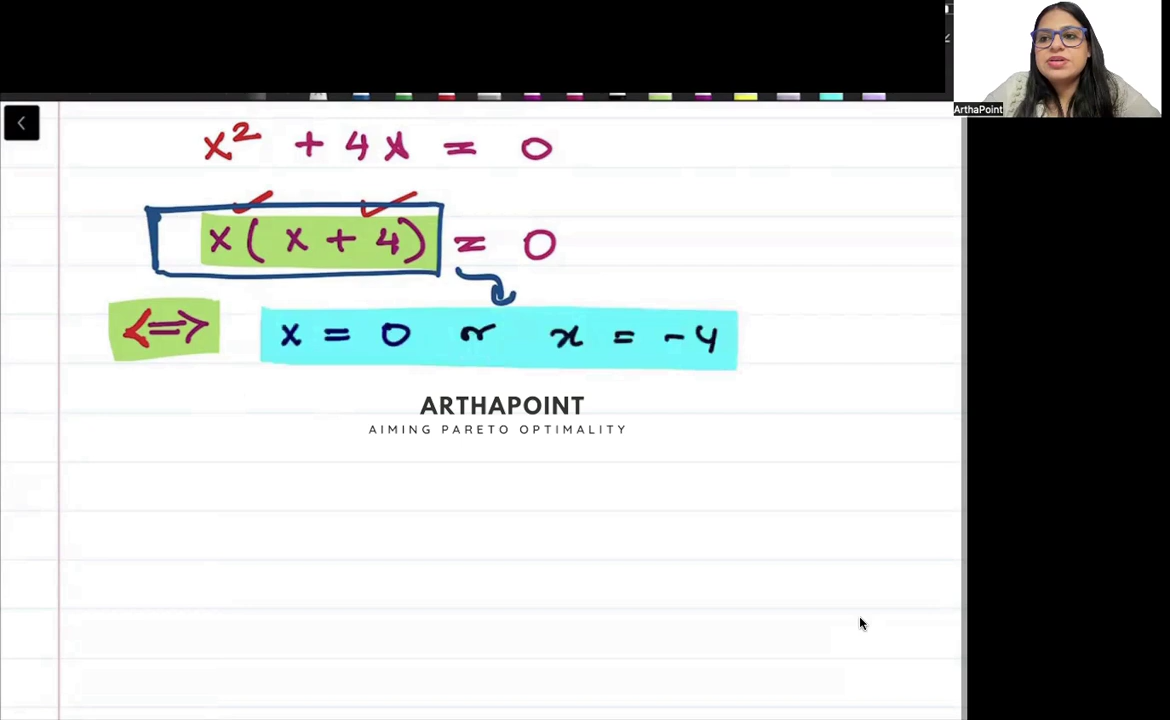 ArthaPoint
x² + 4x = 0
x ( x + 4) = 0
<=> x = 0 or x = -4
ARTHAPOINT
AIMING PARETO OPTIMALITY